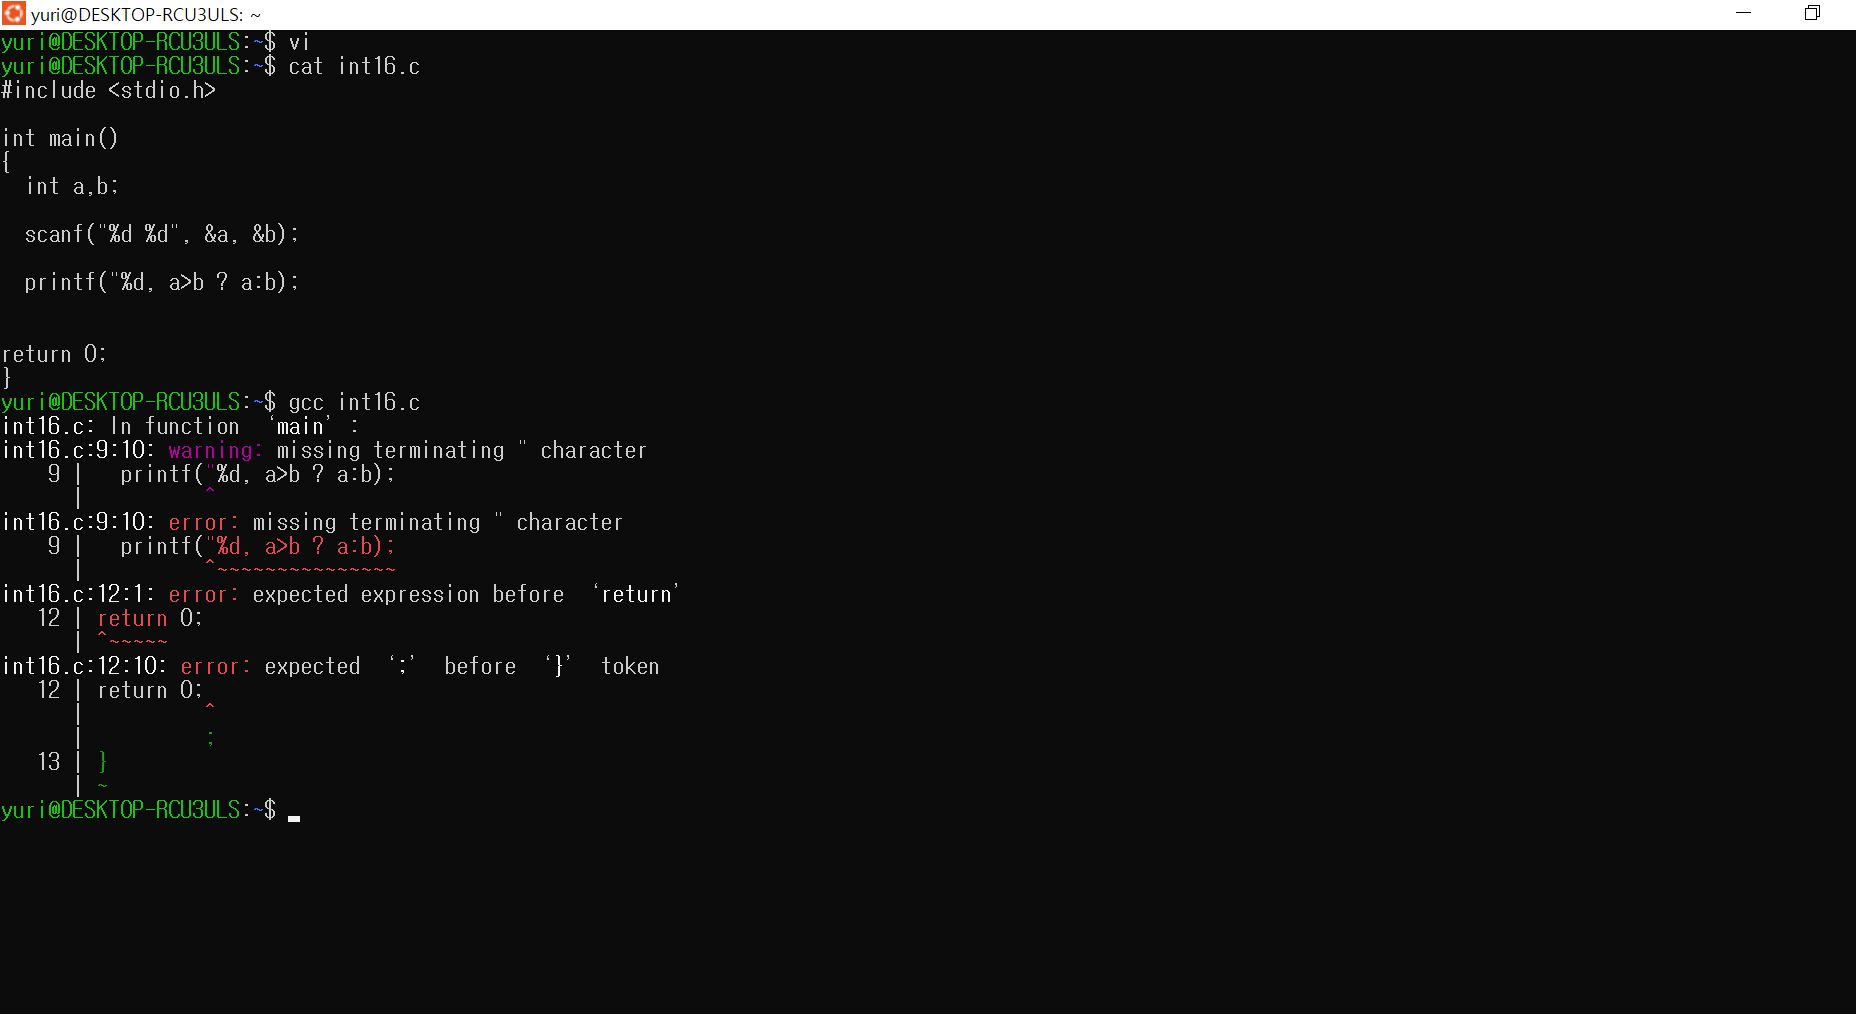 yuri@DESKTOP-RCU3ULS: ~
yuri@DESKTOP-RCU3ULS:~$ vi
yuri@DESKTOP-RCU3ULS:~$ cat int16.c
#include <stdio.h>
int main()
{
  int a,b;
  scanf("%d %d", &a, &b);
  printf("%d, a>b ? a:b);
return 0;
}
yuri@DESKTOP-RCU3ULS:~$ gcc int16.c
int16.c: In function ‘main’:
int16.c:9:10: warning: missing terminating " character
    9 |   printf("%d, a>b ? a:b);
      |          ^
int16.c:9:10: error: missing terminating " character
    9 |   printf("%d, a>b ? a:b);
      |          ^~~~~~~~~~~~~~~~
int16.c:12:1: error: expected expression before ‘return’
   12 | return 0;
      | ^~~~~~
int16.c:12:10: error: expected ‘;’ before ‘}’ token
   12 | return 0;
      |          ^
      |          ;
   13 | }
      | ~
yuri@DESKTOP-RCU3ULS:~$